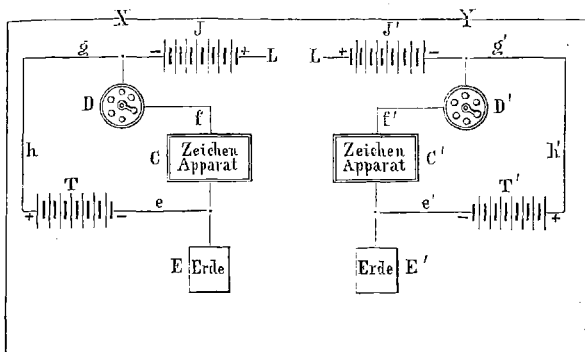 X Y
J J'
g - + L L + - g'
D D'
f f'
h h'
C Zeichen Apparat Zeichen Apparat C'
T T'
+ - e e' - +
E Erde Erde E'